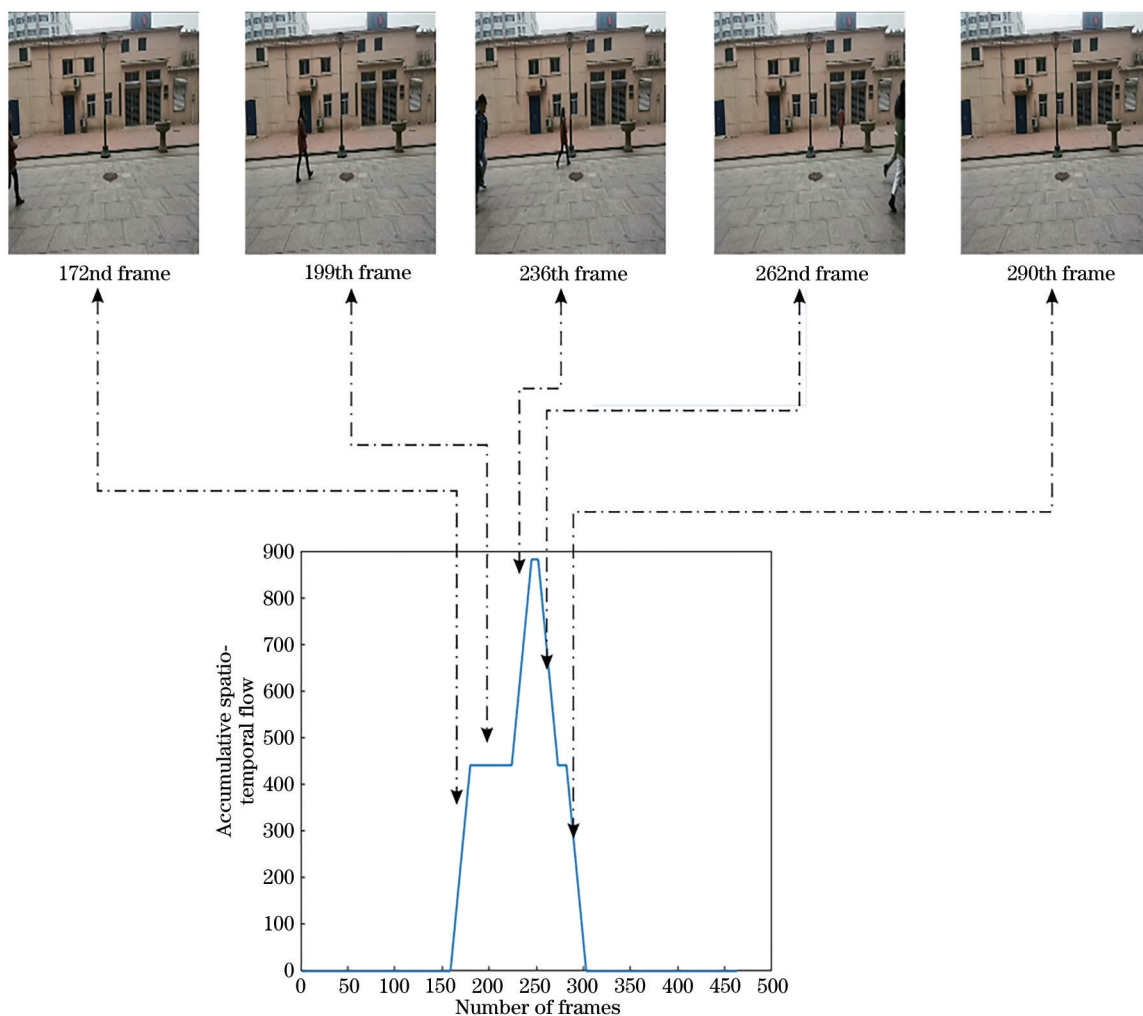 172nd frame
199th frame
236th frame
262nd frame
290th frame
900
800
700
600
500
400
300
200
100
0
Accumulative spatio-
temporal flow
0 50 100 150 200 250 300 350 400 450 500
Number of frames